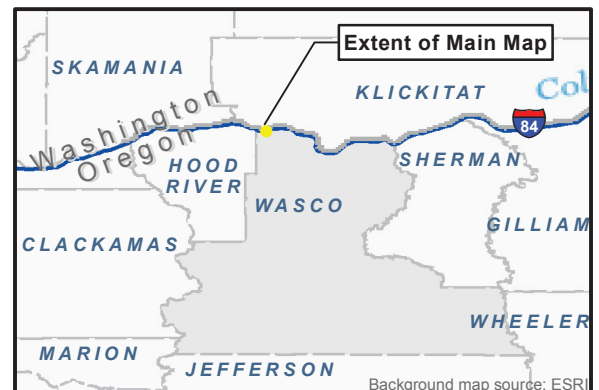 Extent of Main Map
SKAMANIA
KLICKITAT
Col
84
Washington
Oregon
HOOD
RIVER
SHERMAN
WASCO
GILLIAM
CLACKAMAS
WHEELER
MARION
JEFFERSON
Background map source: ESRI